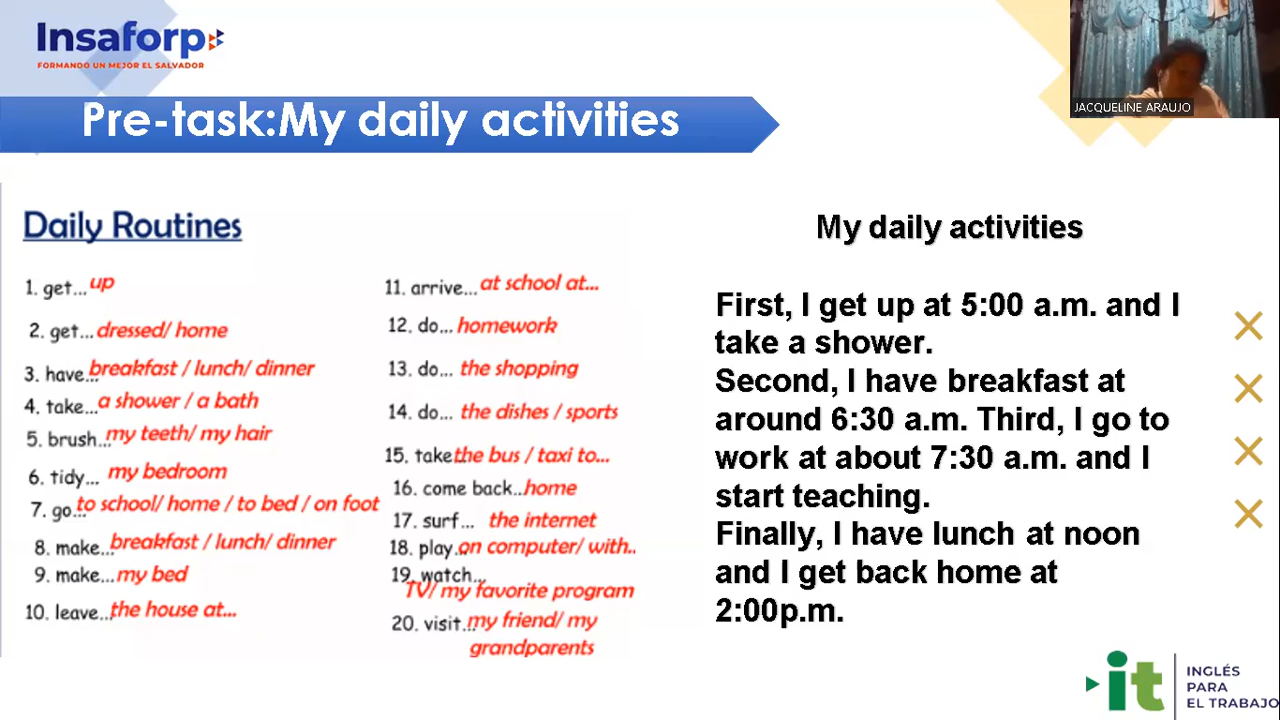 Insaforp
FORMANDO UN MEJOR EL SALVADOR
JACQUELINE ARAUJO
Pre-task:My daily activities
Daily Routines
1. get... up
2. get... dressed/ home
3. have... breakfast / lunch/ dinner
4. take... a shower / a bath
5. brush... my teeth/ my hair
6. tidy... my bedroom
7. go... to school/ home / to bed / on foot
8. make... breakfast / lunch/ dinner
9. make... my bed
10. leave... the house at...
11. arrive... at school at...
12. do... homework
13. do... the shopping
14. do... the dishes / sports
15. take... the bus / taxi to...
16. come back... home
17. surf... the internet
18. play... on computer/ with..
19. watch...
TV/ my favorite program
20. visit... my friend/ my
grandparents
My daily activities
First, I get up at 5:00 a.m. and I
take a shower.
Second, I have breakfast at
around 6:30 a.m. Third, I go to
work at about 7:30 a.m. and I
start teaching.
Finally, I have lunch at noon
and I get back home at
2:00p.m.
it
INGLÉS
PARA
EL TRABAJO